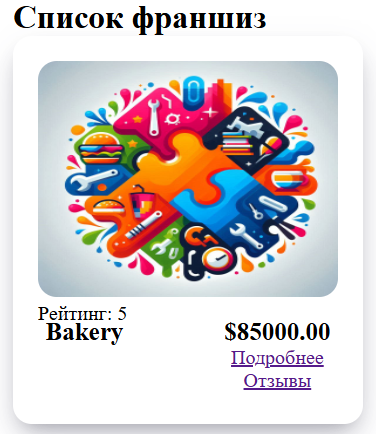 Список франшиз
Рейтинг: 5
Bakery $85000.00
Подробнее
Отзывы